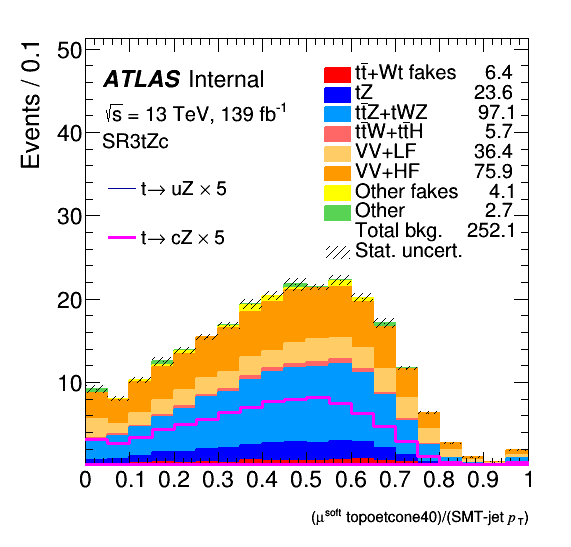 Events / 0.1
50
40
30
20
10
ATLAS Internal
√s = 13 TeV, 139 fb⁻¹
SR3tZc
t→ uZ × 5
t→ cZ × 5
tt̄+Wt fakes 6.4
tZ 23.6
tt̄Z+tWZ 97.1
tt̄W+tt̄H 5.7
VV+LF 36.4
VV+HF 75.9
Other fakes 4.1
Other 2.7
Total bkg. 252.1
Stat. uncert.
0 0.1 0.2 0.3 0.4 0.5 0.6 0.7 0.8 0.9 1
(μ^soft topoetcone40)/(SMT-jet p_T)